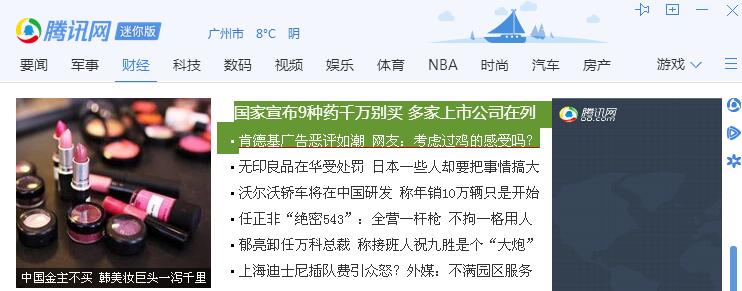 腾讯网 迷你版
广州市 8°C 阴
要闻 军事 财经 科技 数码 视频 娱乐 体育 NBA 时尚 汽车 房产 游戏
国家宣布9种药千万别买 多家上市公司在列
肯德基广告恶评如潮 网友：考虑过鸡的感受吗？
无印良品在华受处罚 日本一些人却要把事情搞大
沃尔沃轿车将在中国研发 称年销10万辆只是开始
任正非“绝密543”：全营一杆枪 不拘一格用人
郁亮卸任万科总裁 称接班人祝九胜是个“大炮”
上海迪士尼插队费引众怒？外媒：不满园区服务
中国金主不买 韩美妆巨头一泻千里
腾讯网
QQ.com